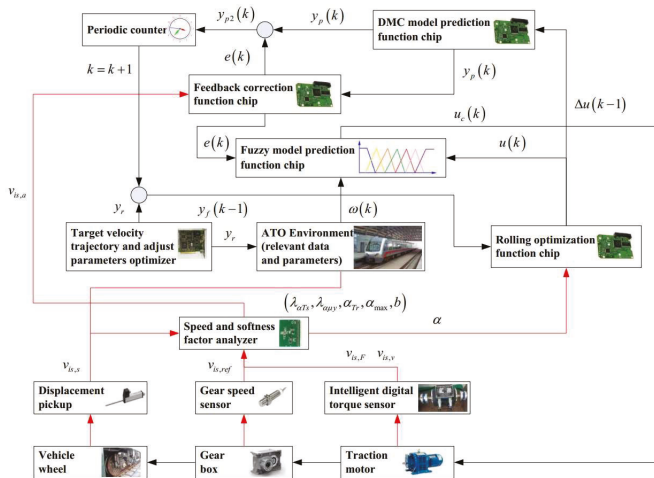 Periodic counter
y_{p2}(k)
y_p(k)
DMC model prediction
function chip
e(k)
k = k+1
Feedback correction
function chip
y_p(k)
u_c(k)
Δu(k−1)
e(k)
Fuzzy model prediction
function chip
u(k)
v_{is,a}
y_r
y_f(k−1)
ω(k)
Target velocity
trajectory and adjust
parameters optimizer
y_r
ATO Environment
(relevant data
and parameters)
Rolling optimization
function chip
(λ_{αTs}, λ_{αμy}, α_{Tr}, α_{max}, b)
Speed and softness
factor analyzer
α
v_{is,s}
v_{is,ref}
v_{is,F}
v_{is,v}
Displacement
pickup
Gear speed
sensor
Intelligent digital
torque sensor
Vehicle
wheel
Gear
box
Traction
motor